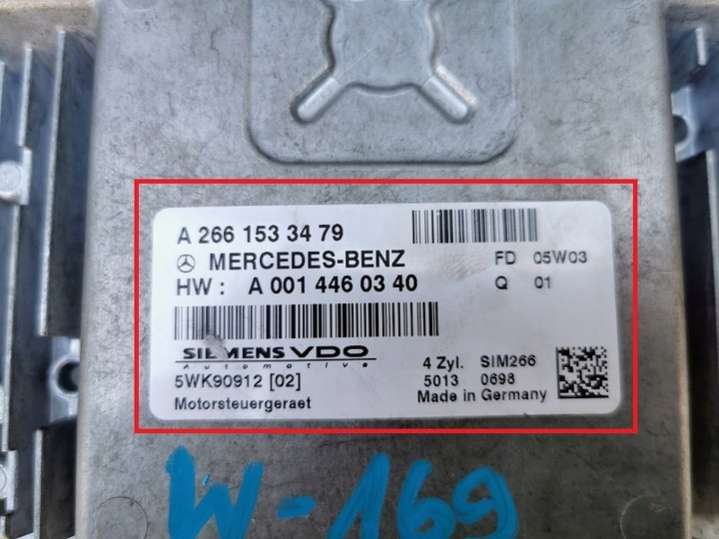 A 266 153 34 79
MERCEDES-BENZ FD 05W03
HW : A 001 446 03 40 Q 01
SIEMENS VDO
Automotive 4 Zyl. SIM266
5WK90912 [02] 5013 0698
Motorsteuergeraet Made in Germany
W-169